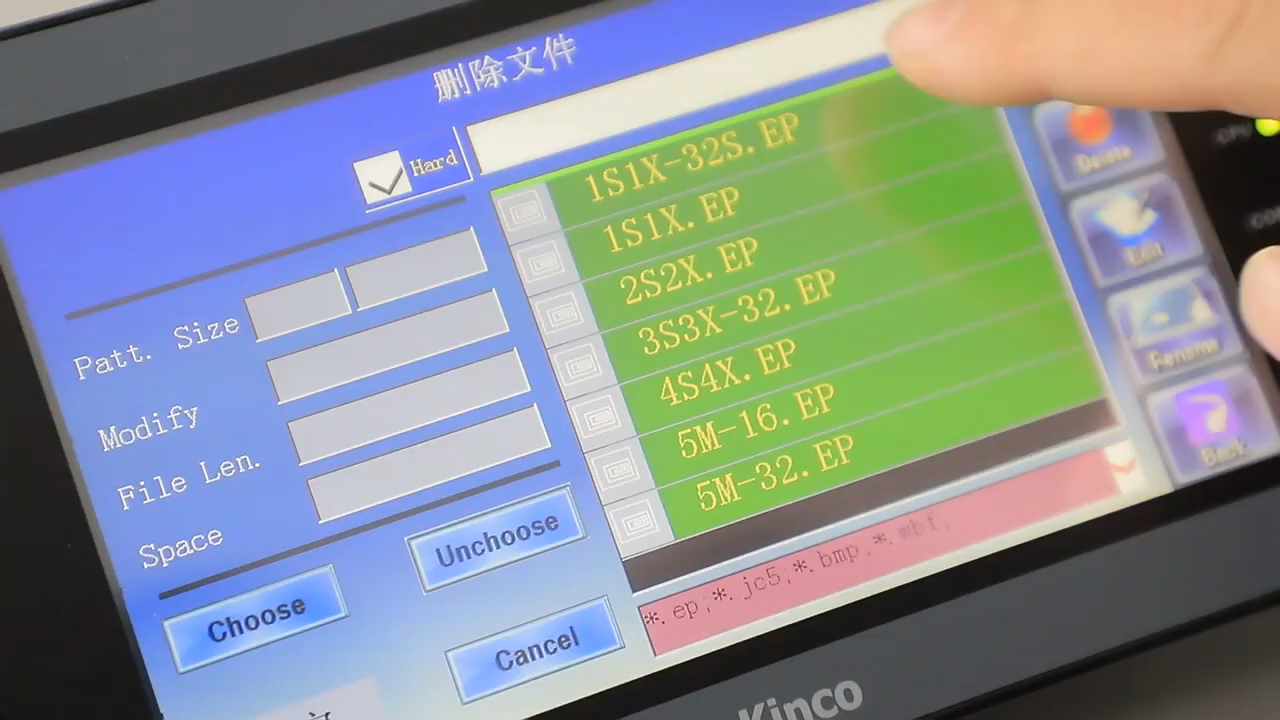 删除文件
Hard
1S1X-32S.EP
1S1X.EP
2S2X.EP
3S3X-32.EP
4S4X.EP
5M-16.EP
5M-32.EP
Patt. Size
Modify
File Len.
Space
Choose
Unchoose
Cancel
*.ep;*.jc5;*.bmp,*.mbf,
Delete
Edit
Rename
Back
Kinco
CPU